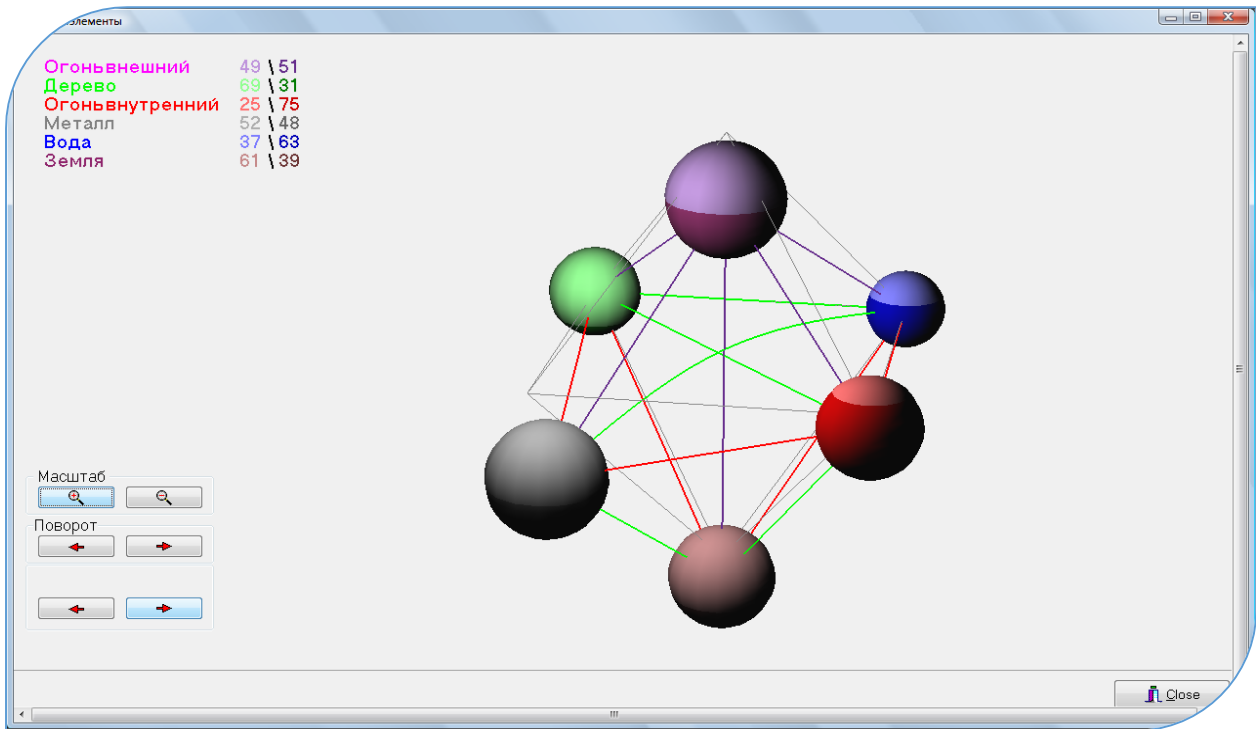 элементы
Огоньвнешний 49 \ 51
Дерево 69 \ 31
Огоньвнутренний 25 \ 75
Металл 52 \ 48
Вода 37 \ 63
Земля 61 \ 39
Масштаб
Поворот
Close